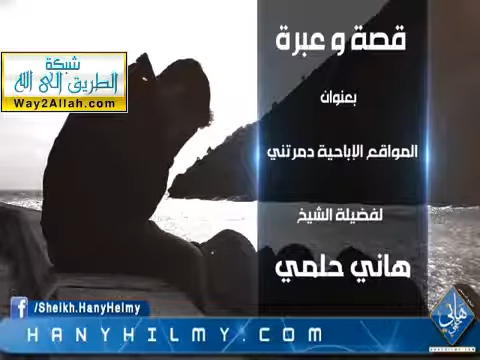 قصة و عبرة
بعنوان
المواقع الإباحية دمرتني
لفضيلة الشيخ
هاني حلمي
شبكة
الطريق إلى الله
Way2Allah.com
/Sheikh.HanyHelmy
HANYHILMY.COM
هاني